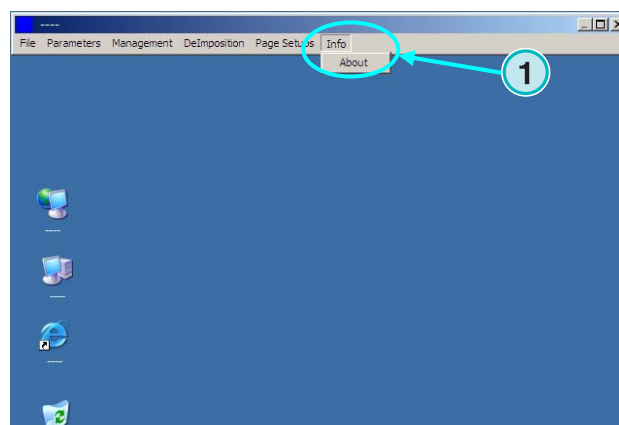 ----
File Parameters Management DeImposition Page Setups Info
About
1
----
----
----